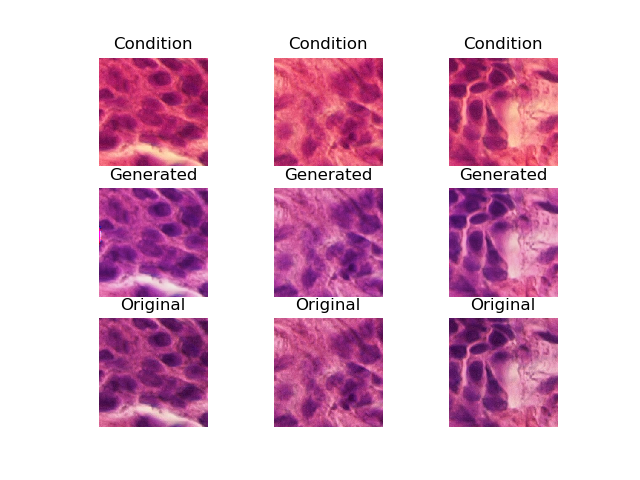 Condition Condition Condition
Generated Generated Generated
Original Original Original